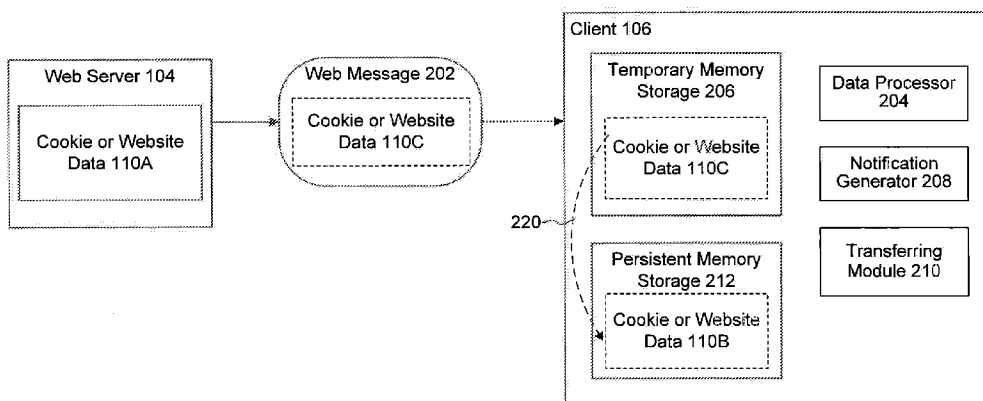 Web Server 104
Cookie or Website
Data 110A
Web Message 202
Cookie or Website
Data 110C
Client 106
Temporary Memory
Storage 206
Cookie or Website
Data 110C
220
Persistent Memory
Storage 212
Cookie or Website
Data 110B
Data Processor
204
Notification
Generator 208
Transferring
Module 210